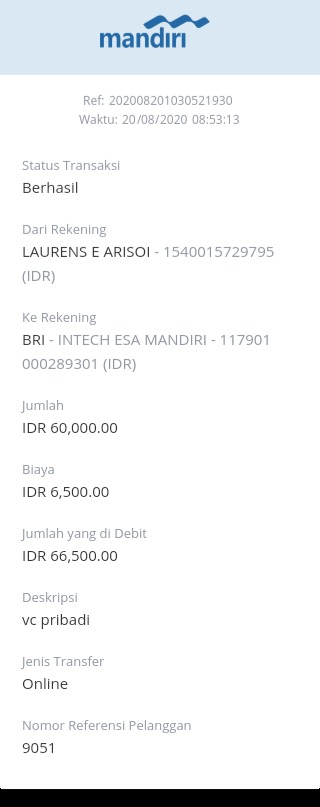 mandiri
Ref: 202008201030521930
Waktu: 20/08/2020 08:53:13
Status Transaksi
Berhasil
Dari Rekening
LAURENS E ARISOI - 1540015729795
(IDR)
Ke Rekening
BRI - INTECH ESA MANDIRI - 117901
000289301 (IDR)
Jumlah
IDR 60,000.00
Biaya
IDR 6,500.00
Jumlah yang di Debit
IDR 66,500.00
Deskripsi
vc pribadi
Jenis Transfer
Online
Nomor Referensi Pelanggan
9051